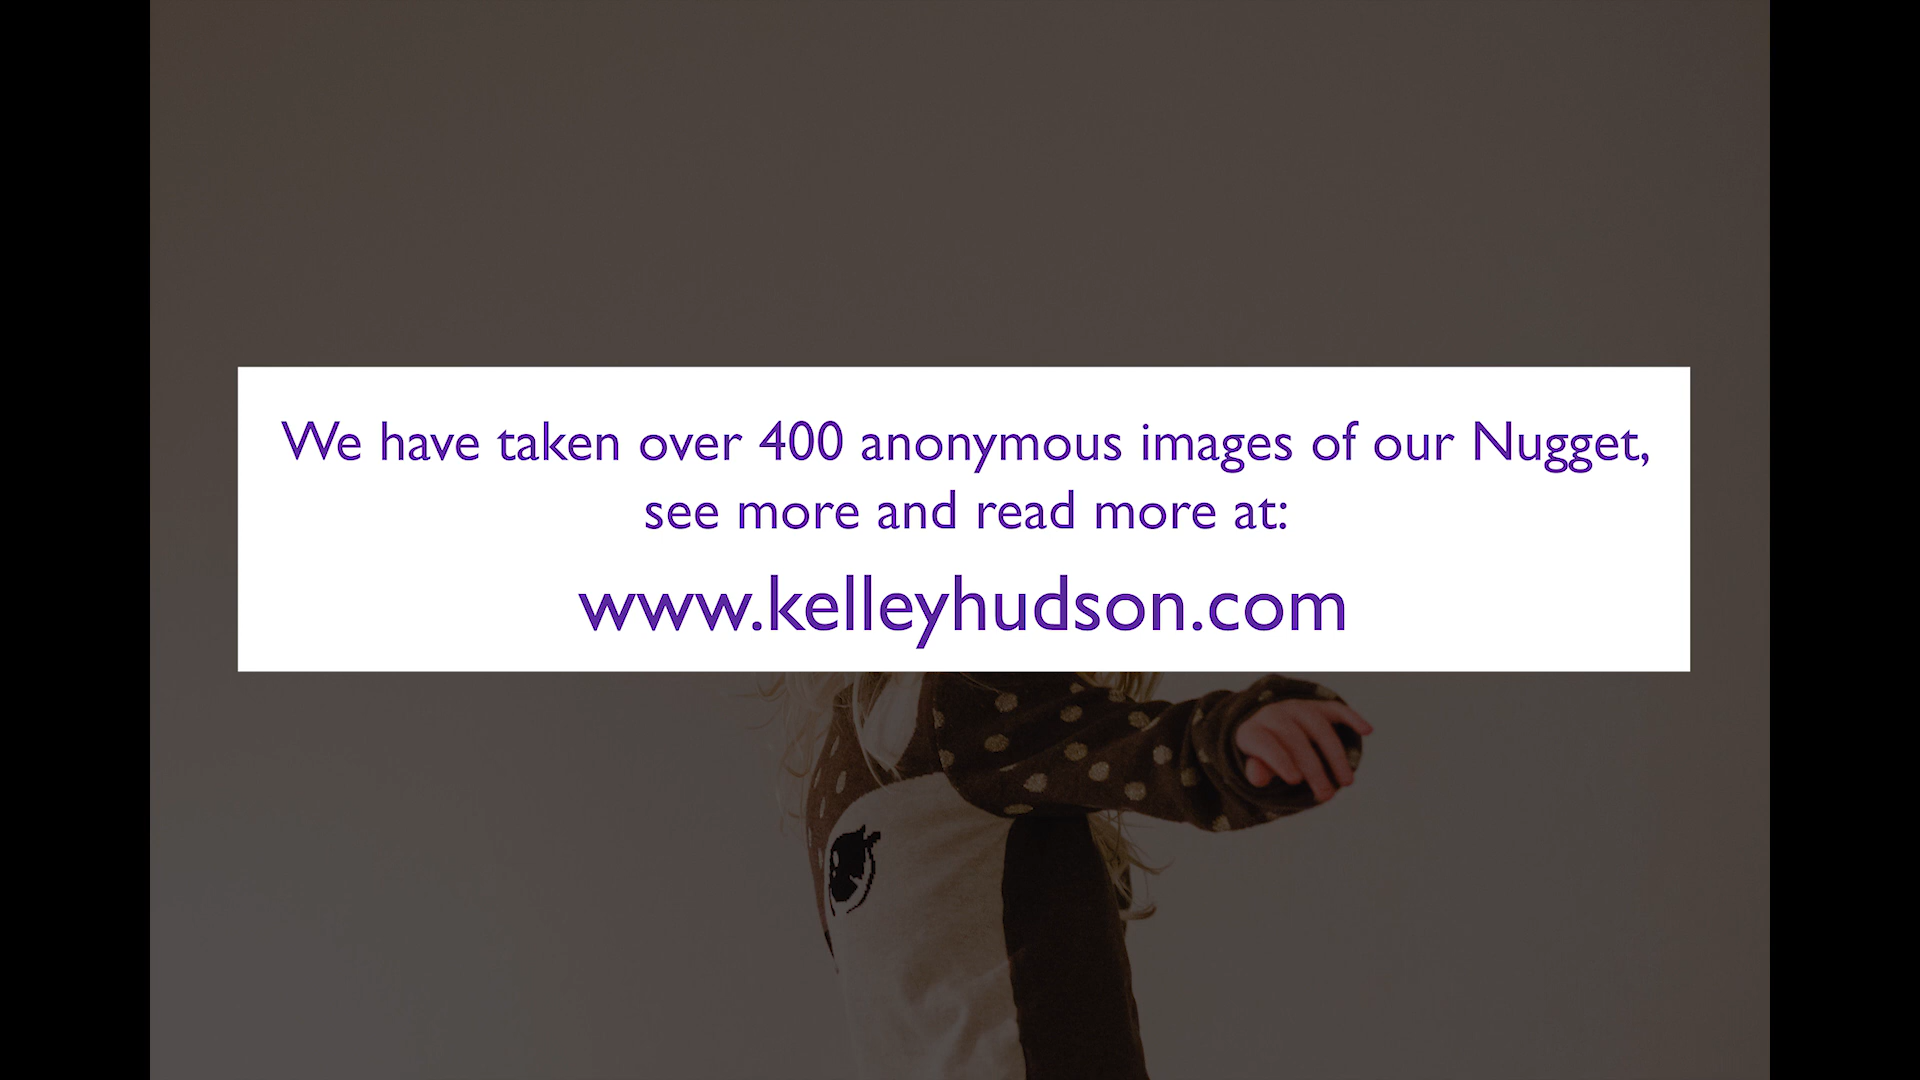 We have taken over 400 anonymous images of our Nugget,
see more and read more at:
www.kelleyhudson.com